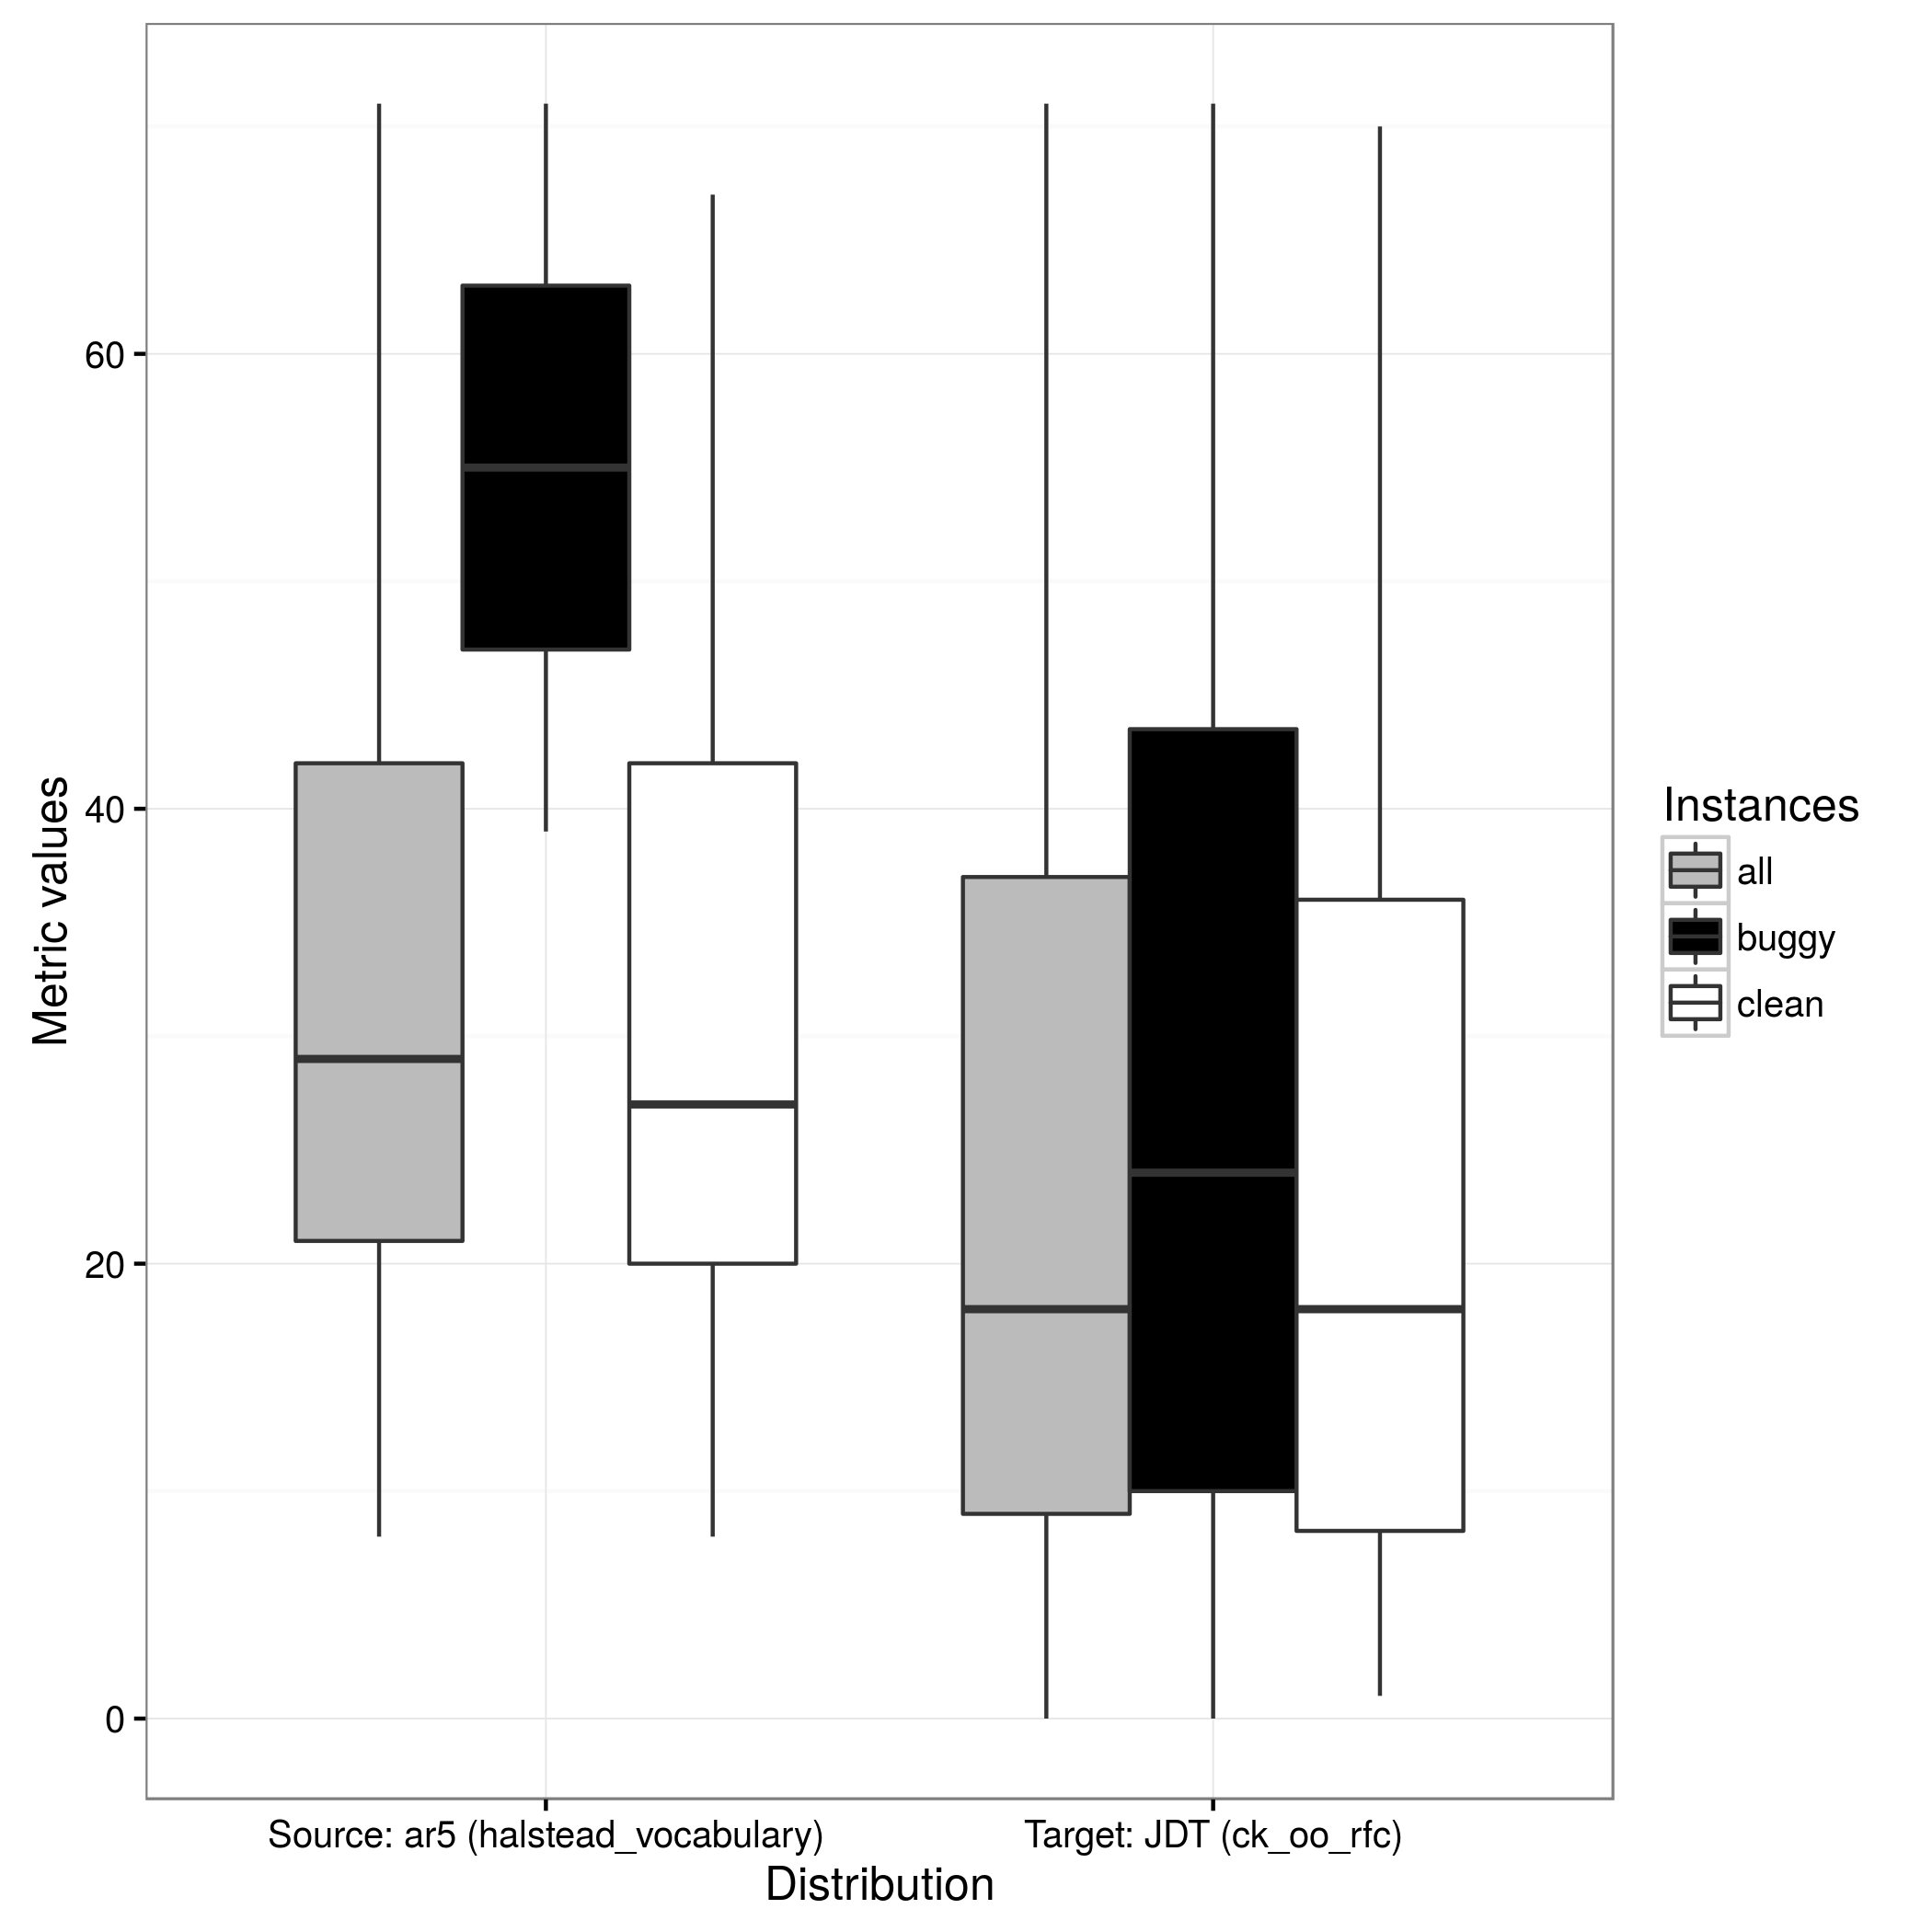 60
40
20
0
Metric values
Source: ar5 (halstead_vocabulary)
Target: JDT (ck_oo_rfc)
Distribution
Instances
all
buggy
clean